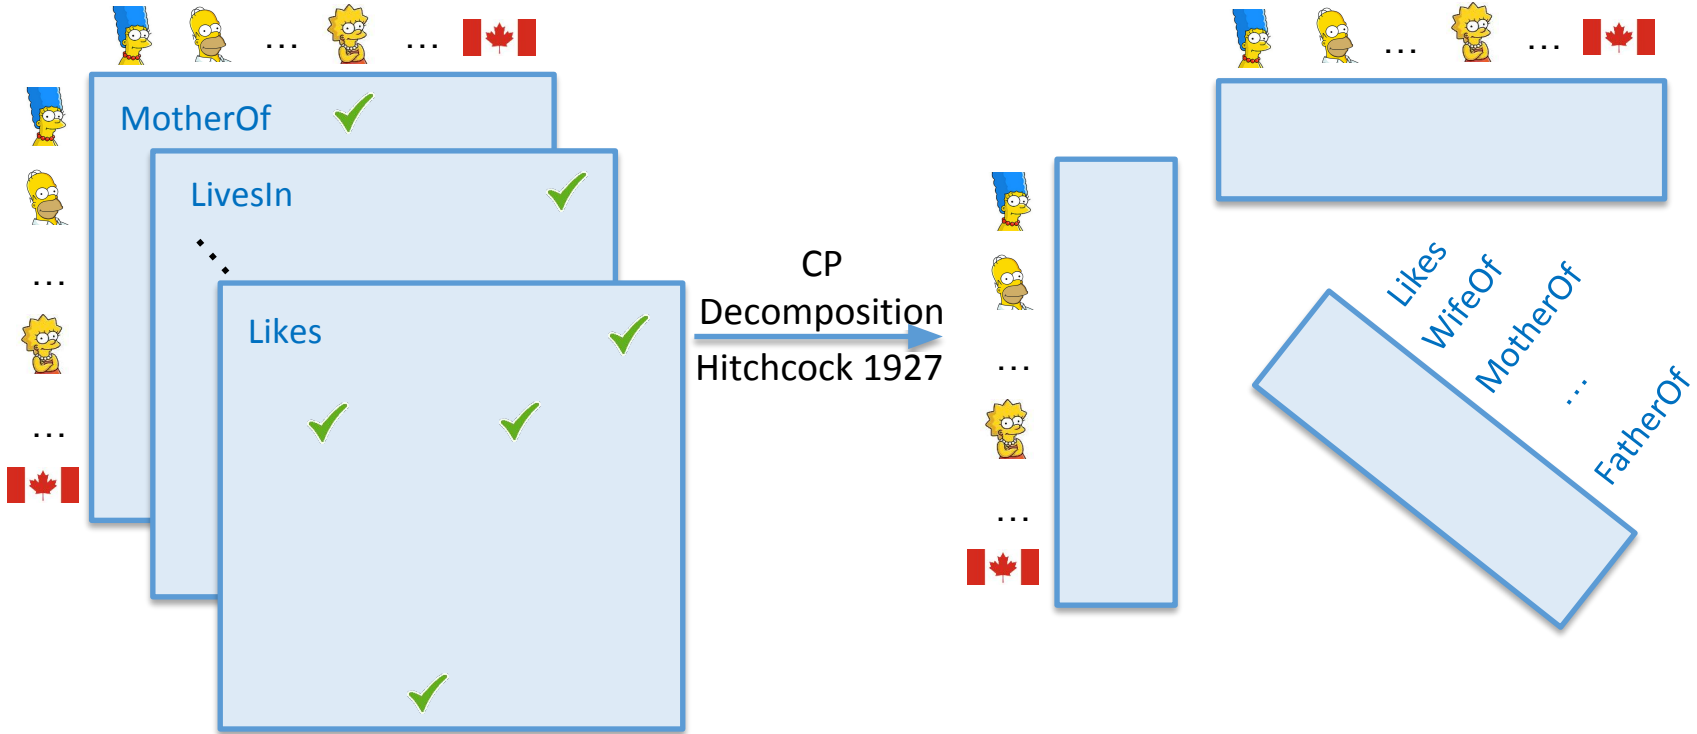 ... ...
MotherOf
LivesIn
...
Likes
...
...
CP
Decomposition
Hitchcock 1927
... ...
...
...
Likes
WifeOf
MotherOf
...
FatherOf